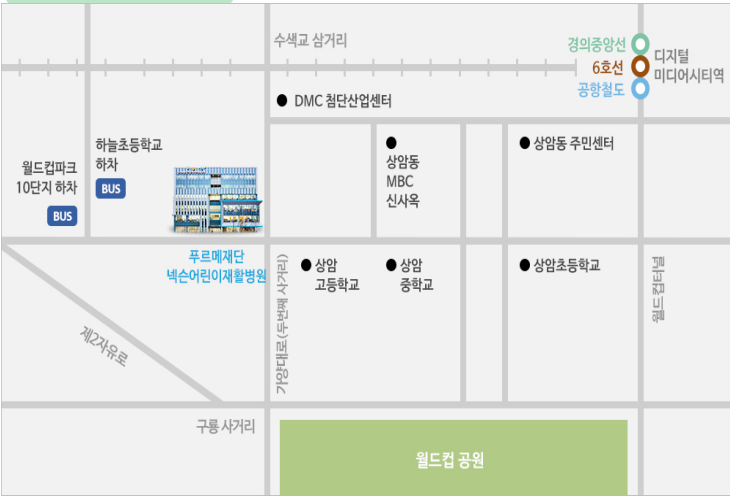 수색교 삼거리
경의중앙선
6호선
공항철도
디지털
미디어시티역
DMC 첨단산업센터
하늘초등학교
하차
BUS
월드컵파크
10단지 하차
BUS
상암동
MBC
신사옥
상암동 주민센터
푸르메재단
넥슨어린이재활병원
가양대로(두번째 사거리)
상암
고등학교
상암
중학교
상암초등학교
월드컵터널
제2자유로
구룡 사거리
월드컵 공원